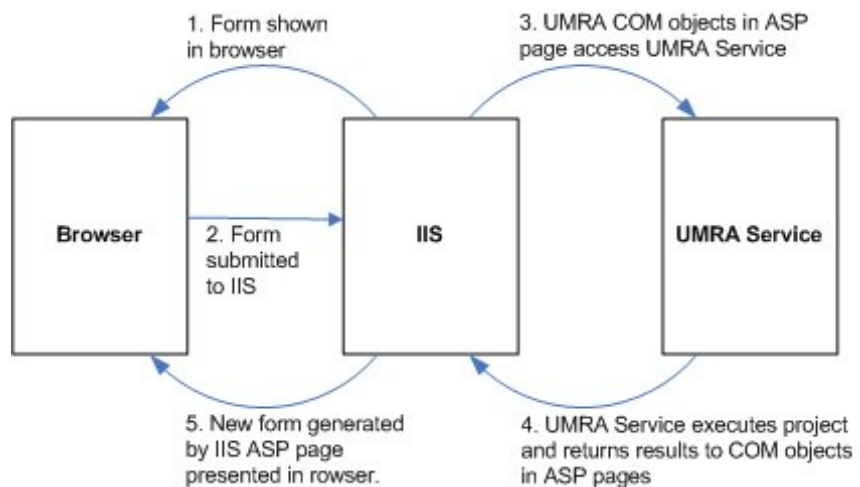 1. Form shown
in browser
3. UMRA COM objects in ASP
page access UMRA Service
Browser
IIS
UMRA Service
2. Form
submitted
to IIS
5. New form generated
by IIS ASP page
presented in rowser.
4. UMRA Service executes project
and returns results to COM objects
in ASP pages